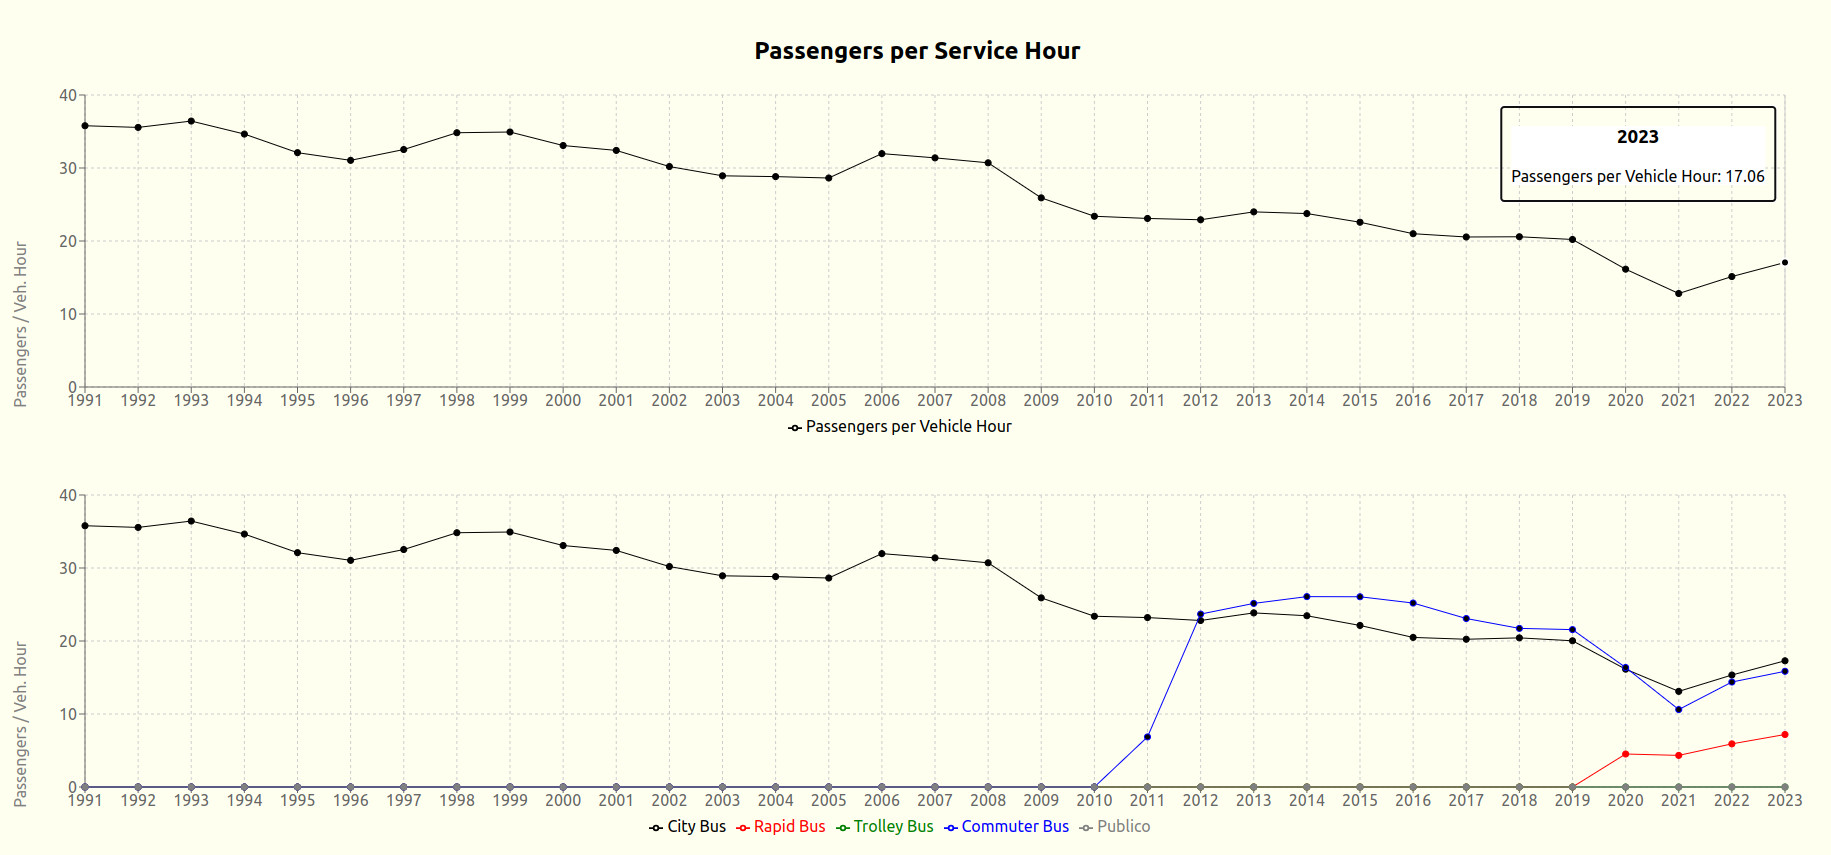 Passengers per Service Hour
40
30
20
10
0
Passengers / Veh. Hour
2023
Passengers per Vehicle Hour: 17.06
1991 1992 1993 1994 1995 1996 1997 1998 1999 2000 2001 2002 2003 2004 2005 2006 2007 2008 2009 2010 2011 2012 2013 2014 2015 2016 2017 2018 2019 2020 2021 2022 2023
Passengers per Vehicle Hour
40
30
20
10
0
Passengers / Veh. Hour
1991 1992 1993 1994 1995 1996 1997 1998 1999 2000 2001 2002 2003 2004 2005 2006 2007 2008 2009 2010 2011 2012 2013 2014 2015 2016 2017 2018 2019 2020 2021 2022 2023
City Bus Rapid Bus Trolley Bus Commuter Bus Publico